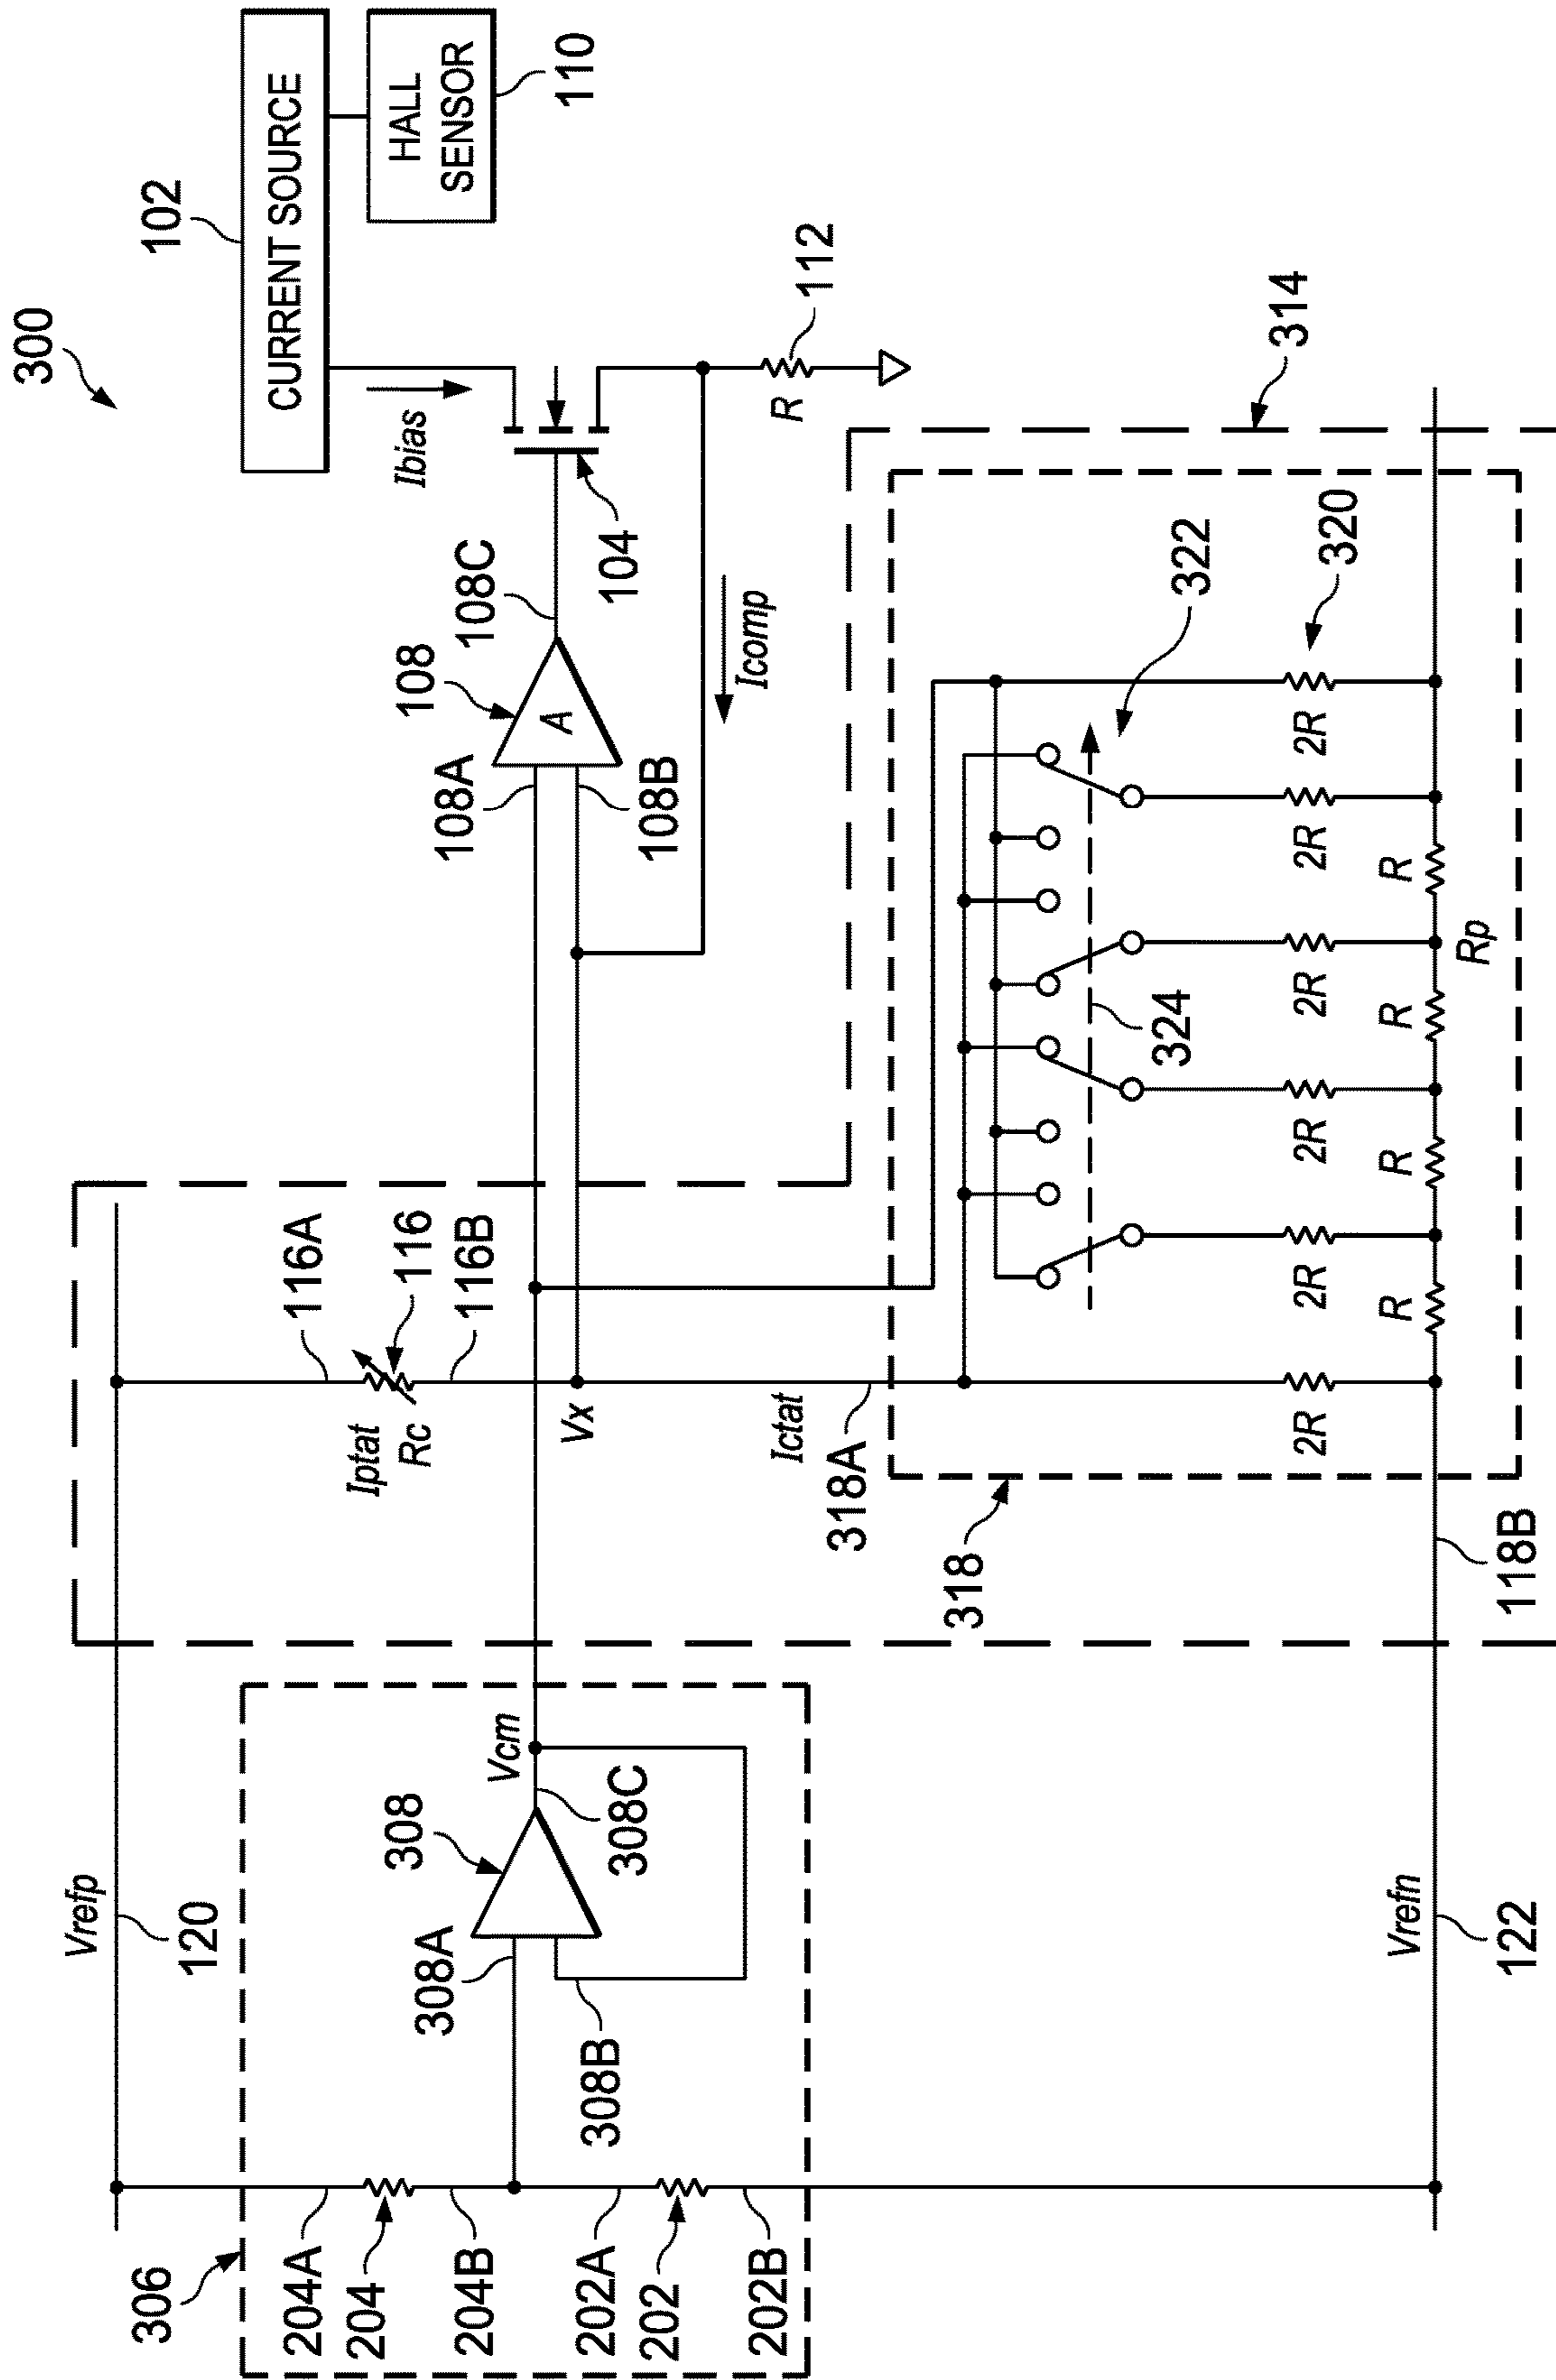 300
102
CURRENT SOURCE
HALL
SENSOR
110
Ibias
104
108C
108
A
108A
108B
Icomp
R
112
314
Vrefp
120
116A
116
116B
Iptat
Rc
Vx
Ictat
318A
318
306
204A
204
204B
202A
202
202B
308A
308
308B
308C
Vcm
322
324
320
2R
2R
2R
2R
2R
2R
R
R
R
R
Rp
118B
Vrefn
122